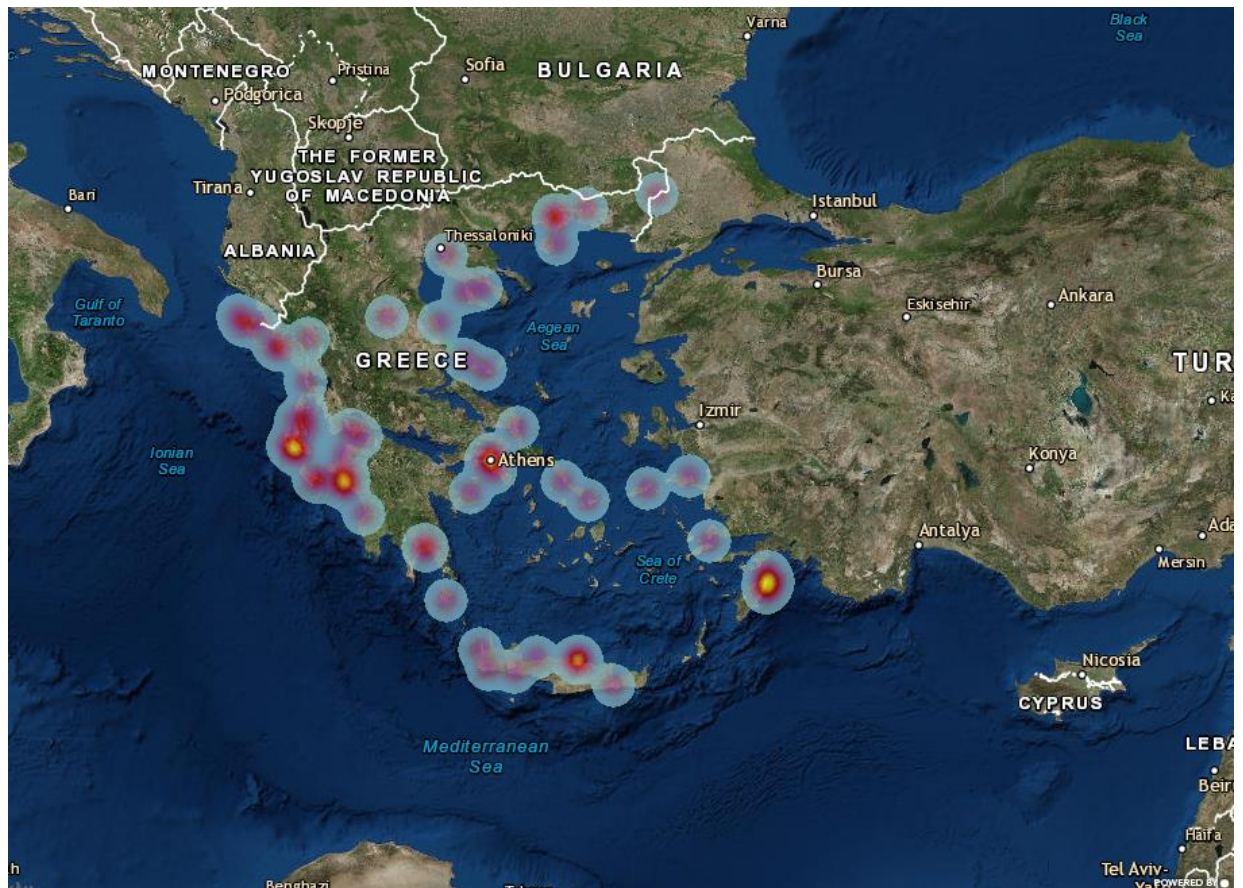 Varna
Black
Sea
Sofia
BULGARIA
MONTENEGRO
Pristina
Podgorica
Skopje
THE FORMER
YUGOSLAV REPUBLIC
OF MACEDONIA
Tirana
Bari
Istanbul
Thessaloniki
ALBANIA
Bursa
Ankara
Eskisehir
Gulf of
Taranto
Aegean
Sea
GREECE
TUR
Ka
Izmir
Ionian
Sea
Athens
Konya
Antalya
Ada
Mersin
Sea of
Crete
Nicosia
CYPRUS
Mediterranean
Sea
LEBA
Beiru
Haifa
Tel Aviv-
POWERED BY
Benghazi